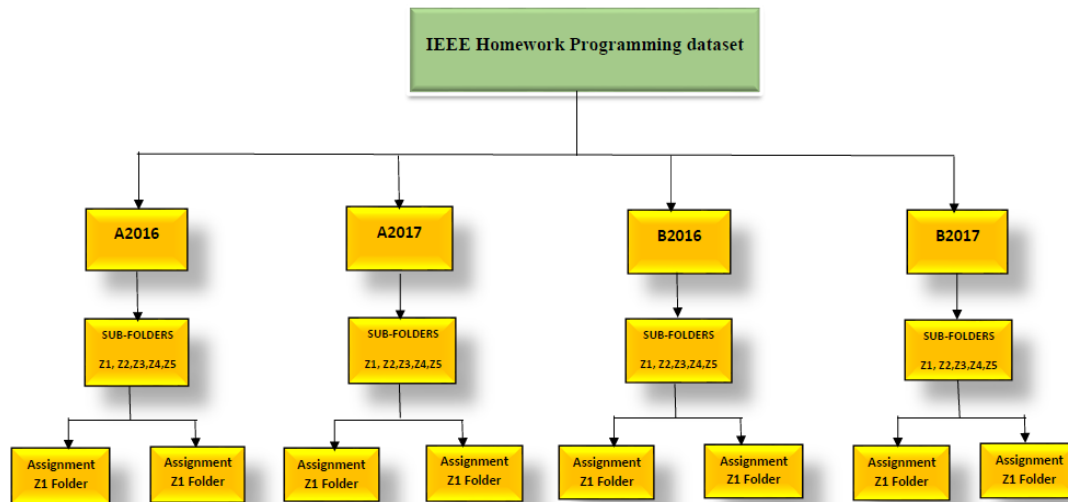 IEEE Homework Programming dataset
A2016
A2017
B2016
B2017
SUB-FOLDERS
Z1, Z2,Z3,Z4,Z5
SUB-FOLDERS
Z1, Z2,Z3,Z4,Z5
SUB-FOLDERS
Z1, Z2,Z3,Z4,Z5
SUB-FOLDERS
Z1, Z2,Z3,Z4,Z5
Assignment
Z1 Folder
Assignment
Z1 Folder
Assignment
Z1 Folder
Assignment
Z1 Folder
Assignment
Z1 Folder
Assignment
Z1 Folder
Assignment
Z1 Folder
Assignment
Z1 Folder